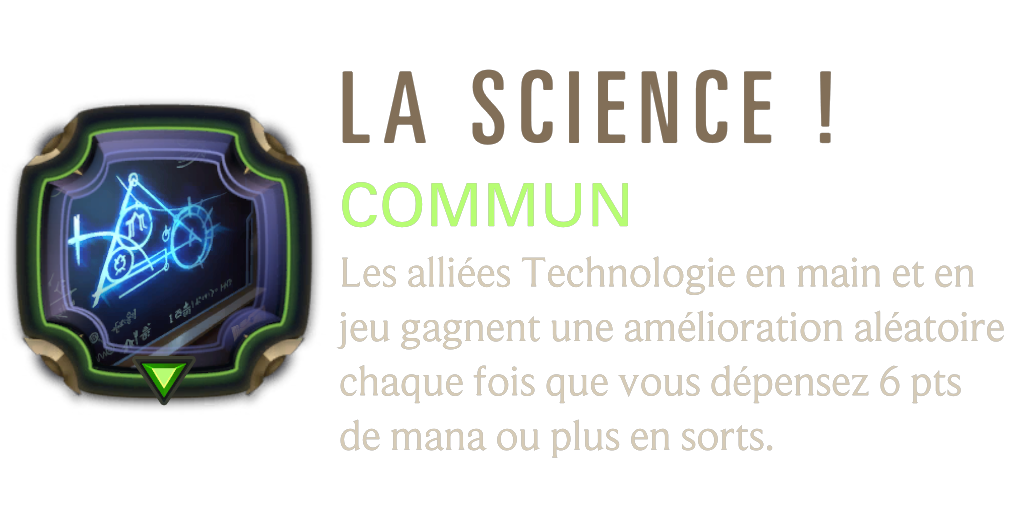 LA SCIENCE !
COMMUN
Les alliées Technologie en main et en
jeu gagnent une amélioration aléatoire
chaque fois que vous dépensez 6 pts
de mana ou plus en sorts.